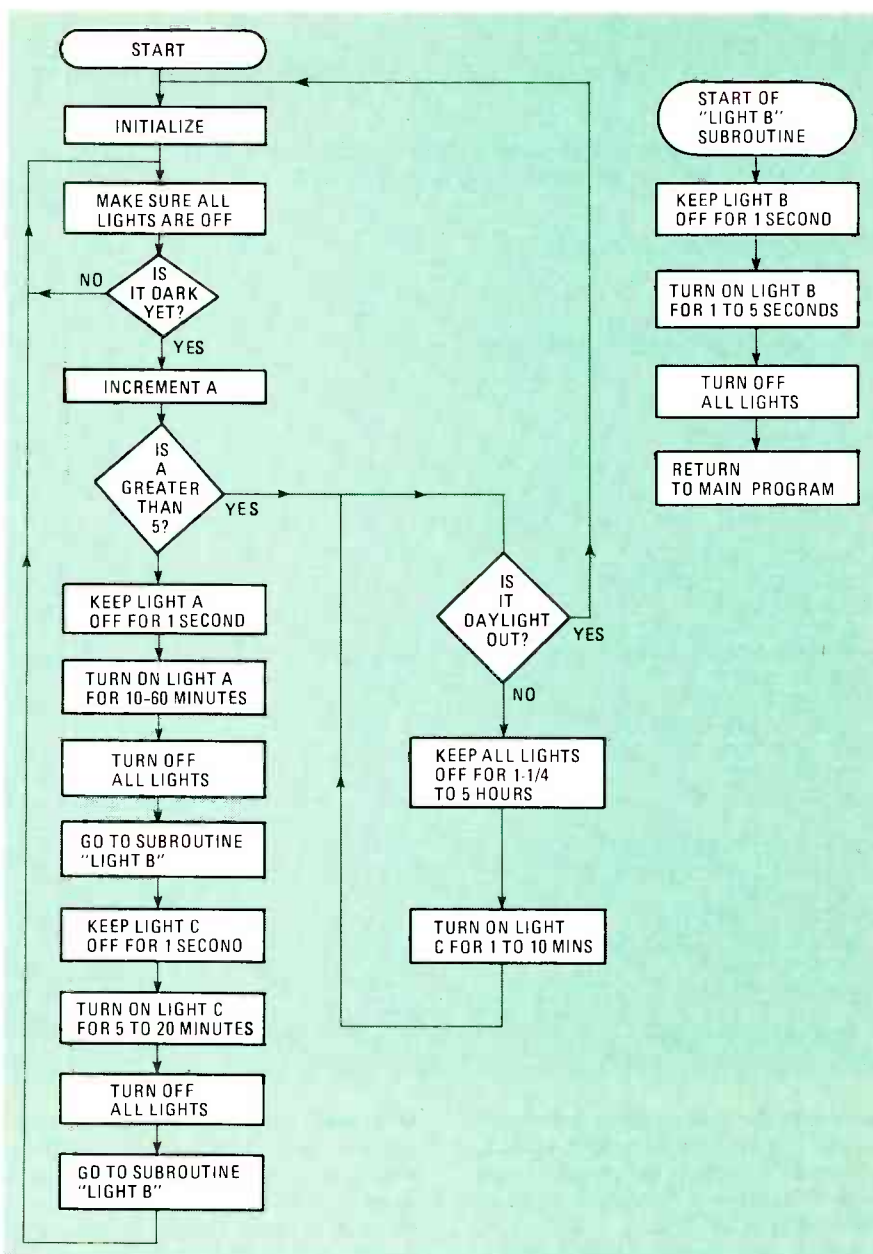 START
INITIALIZE
MAKE SURE ALL
LIGHTS ARE OFF
NO
IS
IT DARK
YET?
YES
INCREMENT A
IS
A
GREATER
THAN
5?
YES
KEEP LIGHT A
OFF FOR 1 SECOND
TURN ON LIGHT A
FOR 10-60 MINUTES
TURN OFF
ALL LIGHTS
GO TO SUBROUTINE
"LIGHT B"
KEEP LIGHT C
OFF FOR 1 SECOND
TURN ON LIGHT C
FOR 5 TO 20 MINUTES
TURN OFF
ALL LIGHTS
GO TO SUBROUTINE
"LIGHT B"
IS
IT
DAYLIGHT
OUT?
YES
NO
KEEP ALL LIGHTS
OFF FOR 1-1/4
TO 5 HOURS
TURN ON LIGHT
C FOR 1 TO 10 MINS
START OF
"LIGHT B"
SUBROUTINE
KEEP LIGHT B
OFF FOR 1 SECOND
TURN ON LIGHT B
FOR 1 TO 5 SECONDS
TURN OFF
ALL LIGHTS
RETURN
TO MAIN PROGRAM